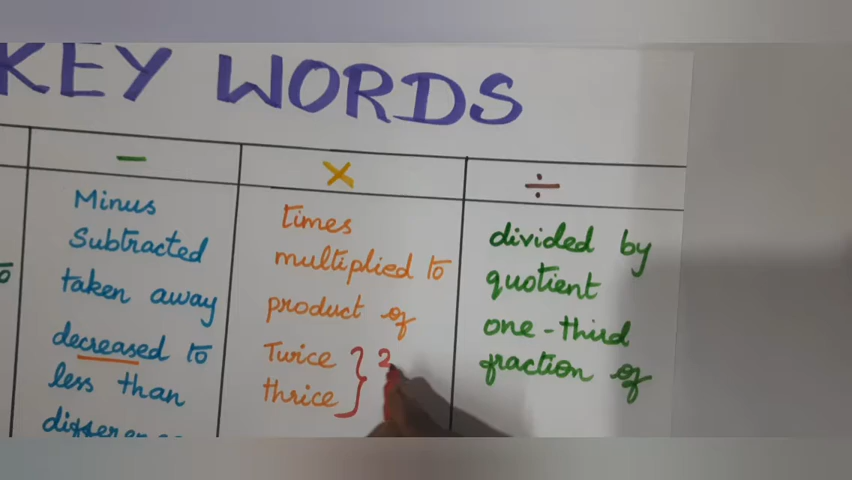 KEY WORDS
−
× 
÷
Minus
Subtracted
taken away
decreased to
less than
times
multiplied to
product of
Twice
thrice
2
divided by
quotient
one-third
fraction of